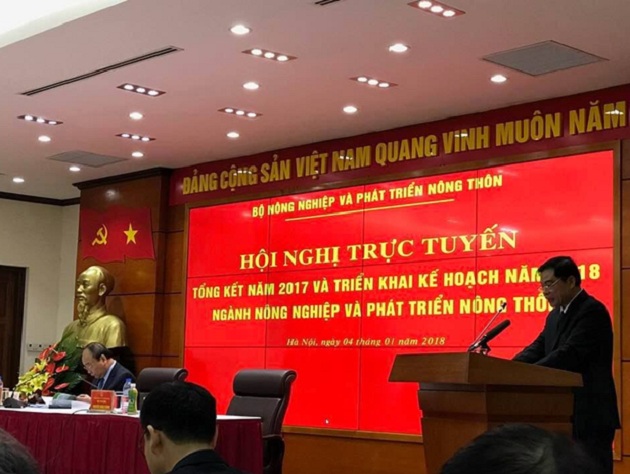 ĐẢNG CỘNG SẢN VIỆT NAM QUANG VINH MUÔN NĂM
BỘ NÔNG NGHIỆP VÀ PHÁT TRIỂN NÔNG THÔN
HỘI NGHỊ TRỰC TUYẾN
TỔNG KẾT NĂM 2017 VÀ TRIỂN KHAI KẾ HOẠCH NĂM 18
NGÀNH NÔNG NGHIỆP VÀ PHÁT TRIỂN NÔNG THÔN
Hà Nội, ngày 04 tháng 01 / 2018